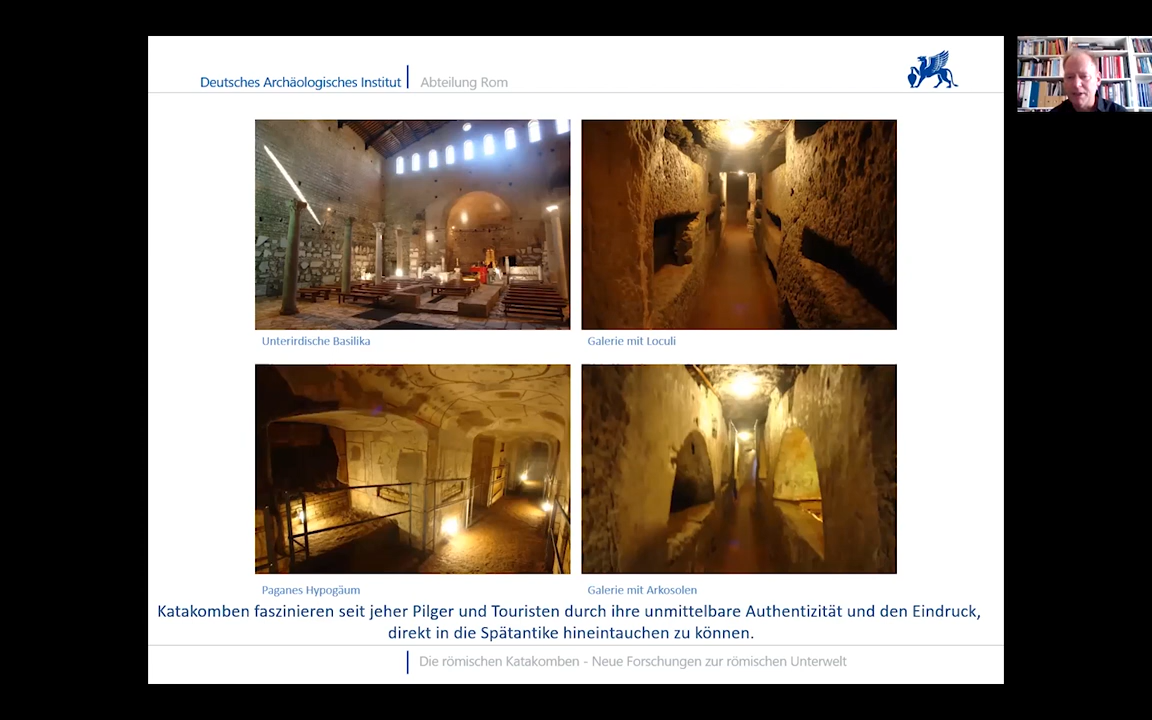 Deutsches Archäologisches Institut
Abteilung Rom
Unterirdische Basilika
Galerie mit Loculi
Paganes Hypogäum
Galerie mit Arkosolen
Katakomben faszinieren seit jeher Pilger und Touristen durch ihre unmittelbare Authentizität und den Eindruck,
direkt in die Spätantike hineintauchen zu können.
Die römischen Katakomben - Neue Forschungen zur römischen Unterwelt